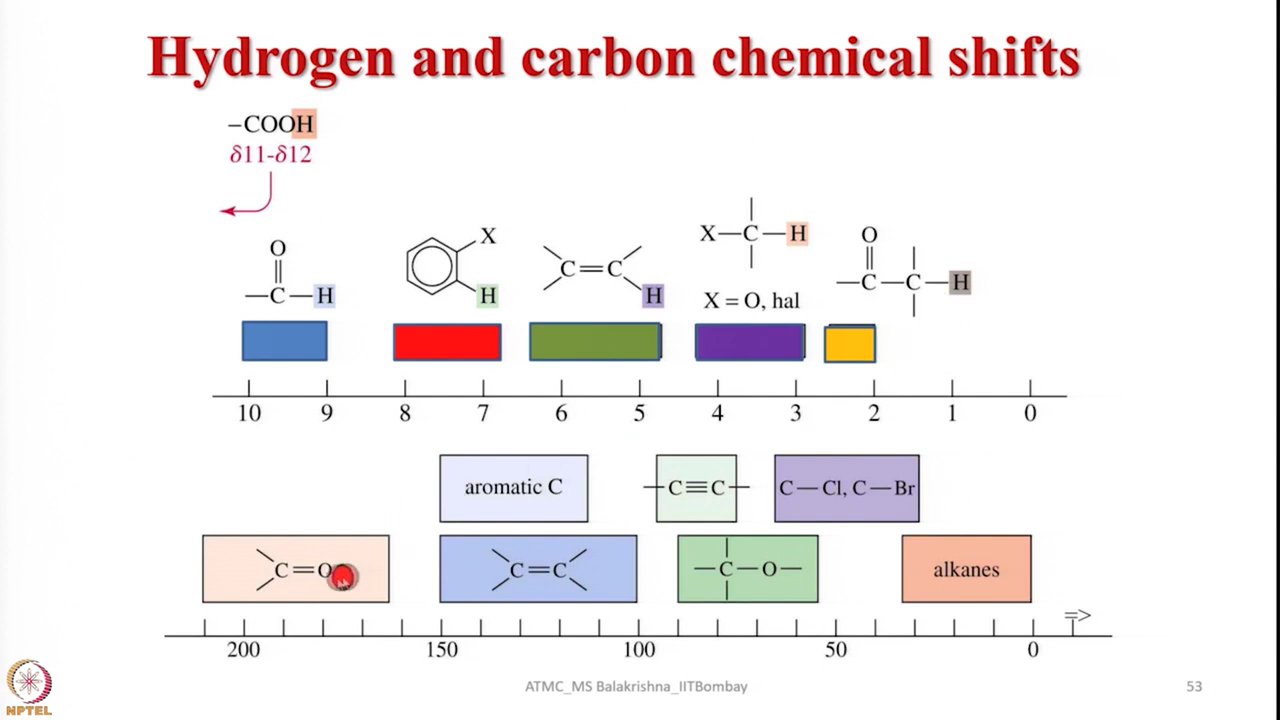 Hydrogen and carbon chemical shifts
–COOH
δ11-δ12
O
–C–H
X
H
C=C
H
X–C–H
X = O, hal
O
–C–C–H
10 9 8 7 6 5 4 3 2 1 0
aromatic C
–C≡C–
C–Cl, C–Br
C=O
C=C
–C–O–
alkanes
=>
200 150 100 50 0
NPTEL
ATMC_MS Balakrishna_IITBombay
53